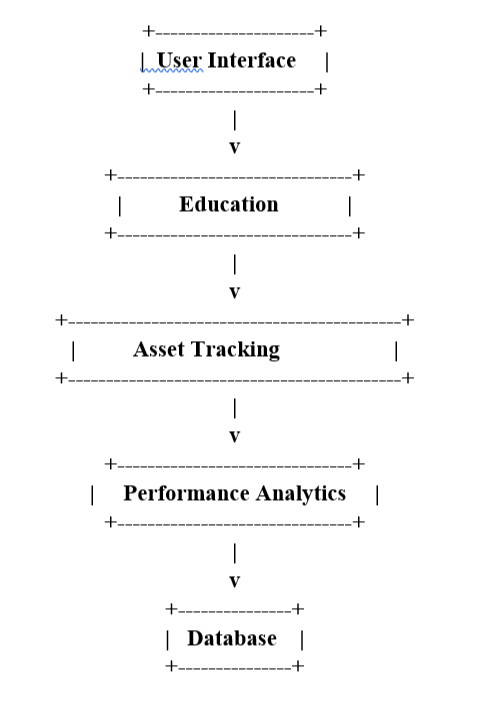 +---------------------+
| User Interface |
+---------------------+
|
v
+-------------------------------+
| Education |
+-------------------------------+
|
v
+--------------------------------------------+
| Asset Tracking |
+--------------------------------------------+
|
v
+-------------------------------+
| Performance Analytics |
+-------------------------------+
|
v
+---------------+
| Database |
+---------------+